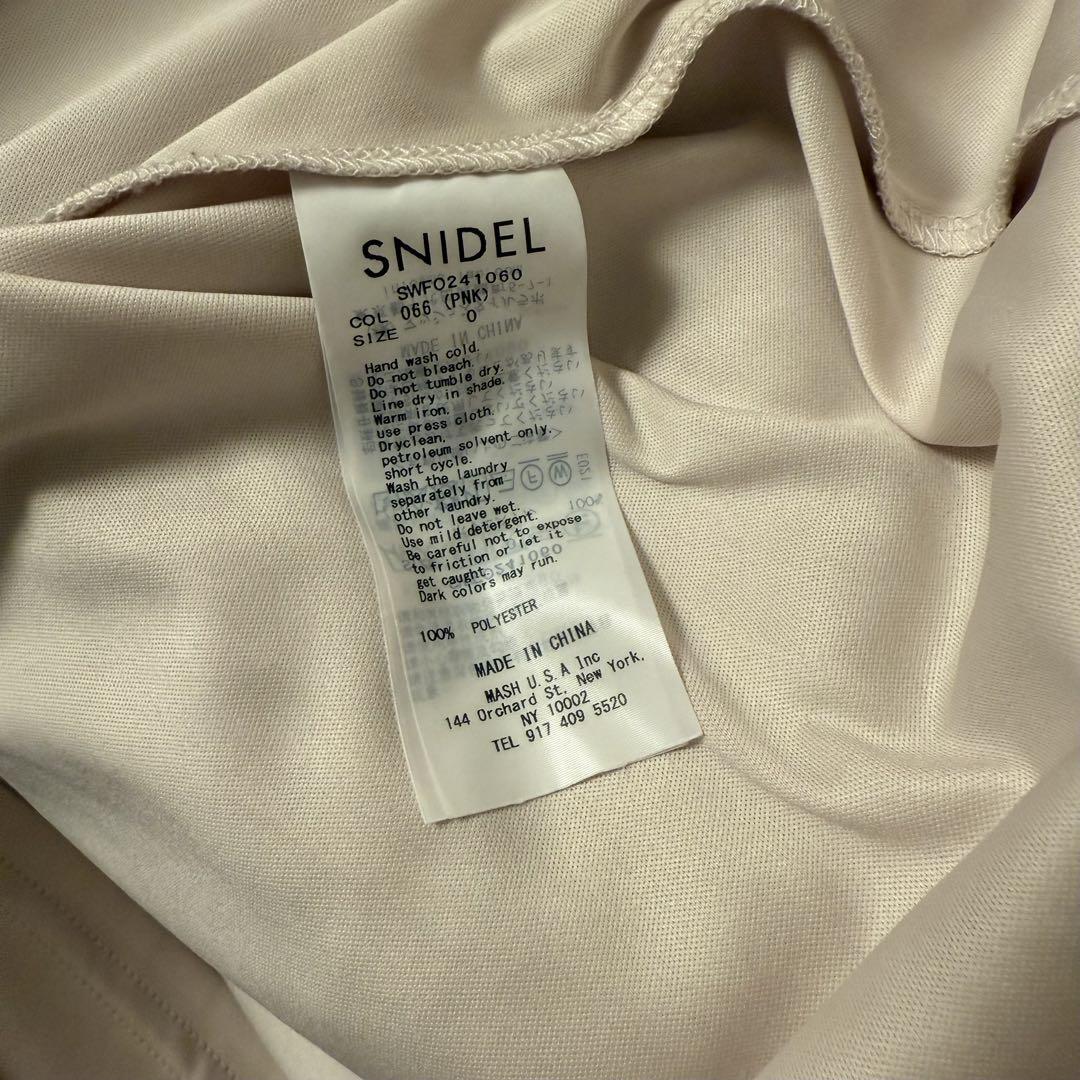 SNIDEL
SWFO241060
COL 066 (PNK)
SIZE 0
Hand wash cold.
Do not bleach.
Do not tumble dry.
Line dry in shade.
Warm iron.
use press cloth.
Dryclean,
petroleum solvent only.
short cycle.
Wash the laundry
separately from
other laundry.
Do not leave wet.
Use mild detergent.
Be careful not to expose
to friction or let it
get caught.
Dark colors may run.
100% POLYESTER
MADE IN CHINA
MASH U.S.A Inc
144 Orchard St. New York,
NY 10002
TEL 917 409 5520